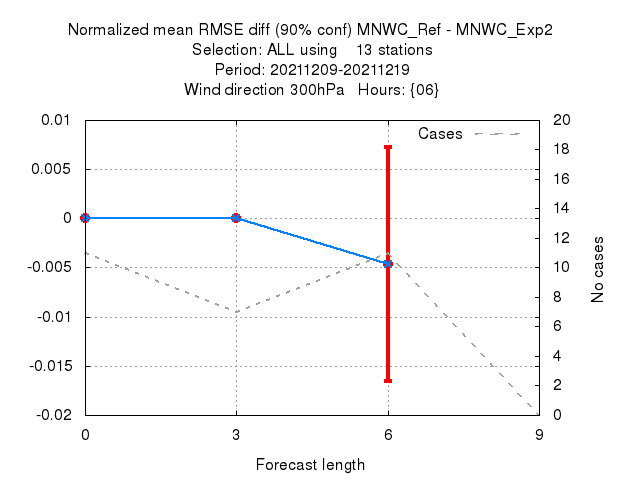 Normalized mean RMSE diff (90% conf) MNWC_Ref - MNWC_Exp2
Selection: ALL using    13 stations
Period: 20211209-20211219
Wind direction 300hPa   Hours: {06}
0.01
0.005
0
-0.005
-0.01
-0.015
-0.02
Cases
20
18
16
14
12
10
8
6
4
2
0
No cases
0 3 6 9
Forecast length